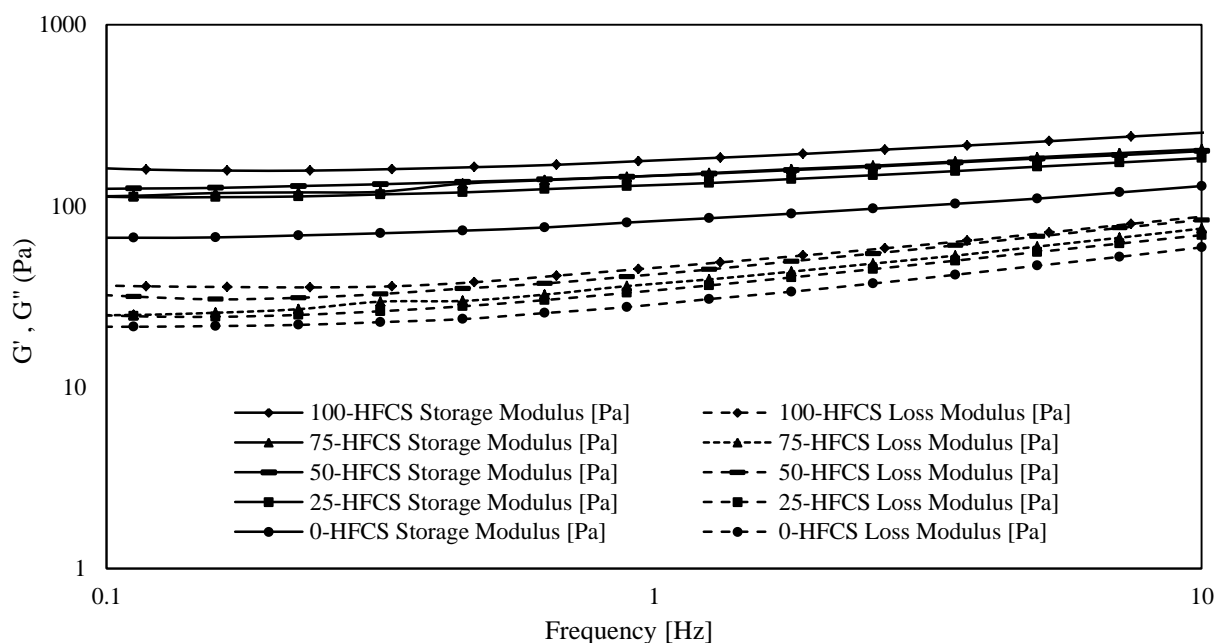 1000
100
10
1
G' , G'' (Pa)
100-HFCS Storage Modulus [Pa]
100-HFCS Loss Modulus [Pa]
75-HFCS Storage Modulus [Pa]
75-HFCS Loss Modulus [Pa]
50-HFCS Storage Modulus [Pa]
50-HFCS Loss Modulus [Pa]
25-HFCS Storage Modulus [Pa]
25-HFCS Loss Modulus [Pa]
0-HFCS Storage Modulus [Pa]
0-HFCS Loss Modulus [Pa]
0.1
1
10
Frequency [Hz]